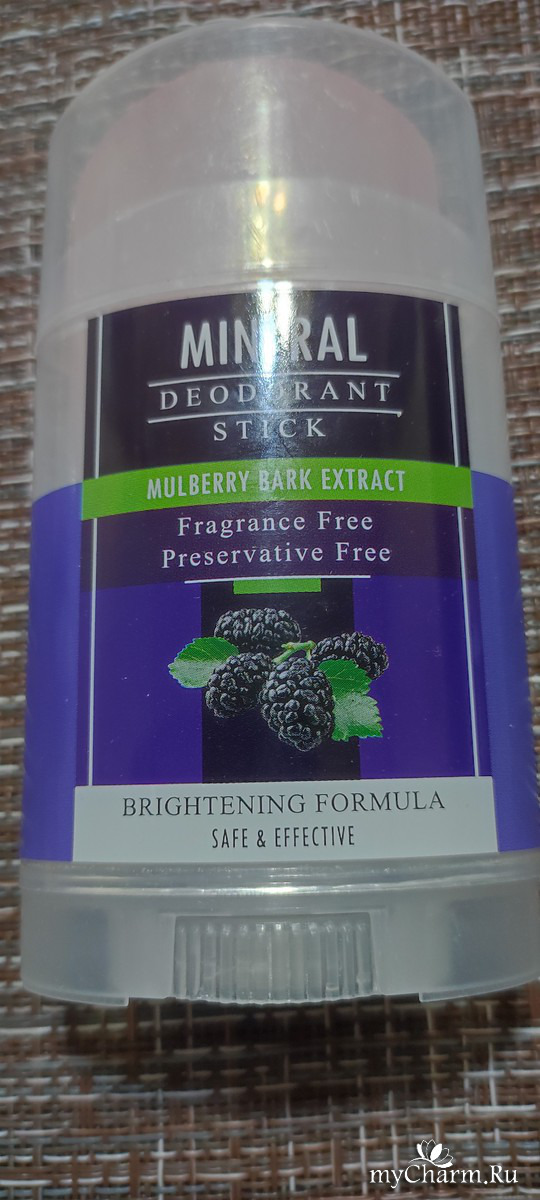 MINERAL
DEODORANT
STICK
MULBERRY BARK EXTRACT
Fragrance Free
Preservative Free
BRIGHTENING FORMULA
SAFE & EFFECTIVE
myCharm.Ru